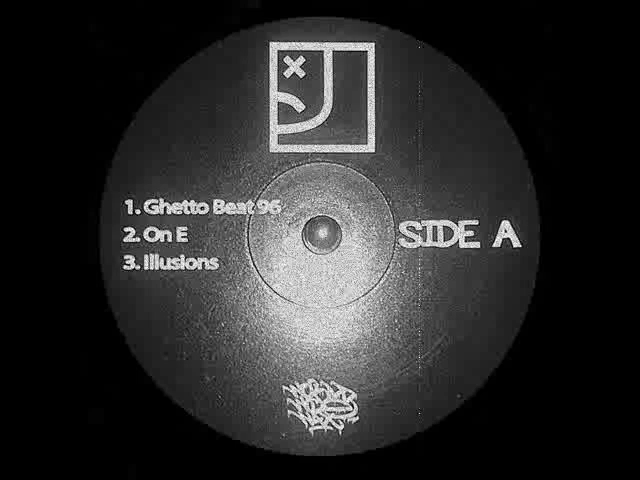 1. Ghetto Beat 96
2. On E
3. Illusions
SIDE A